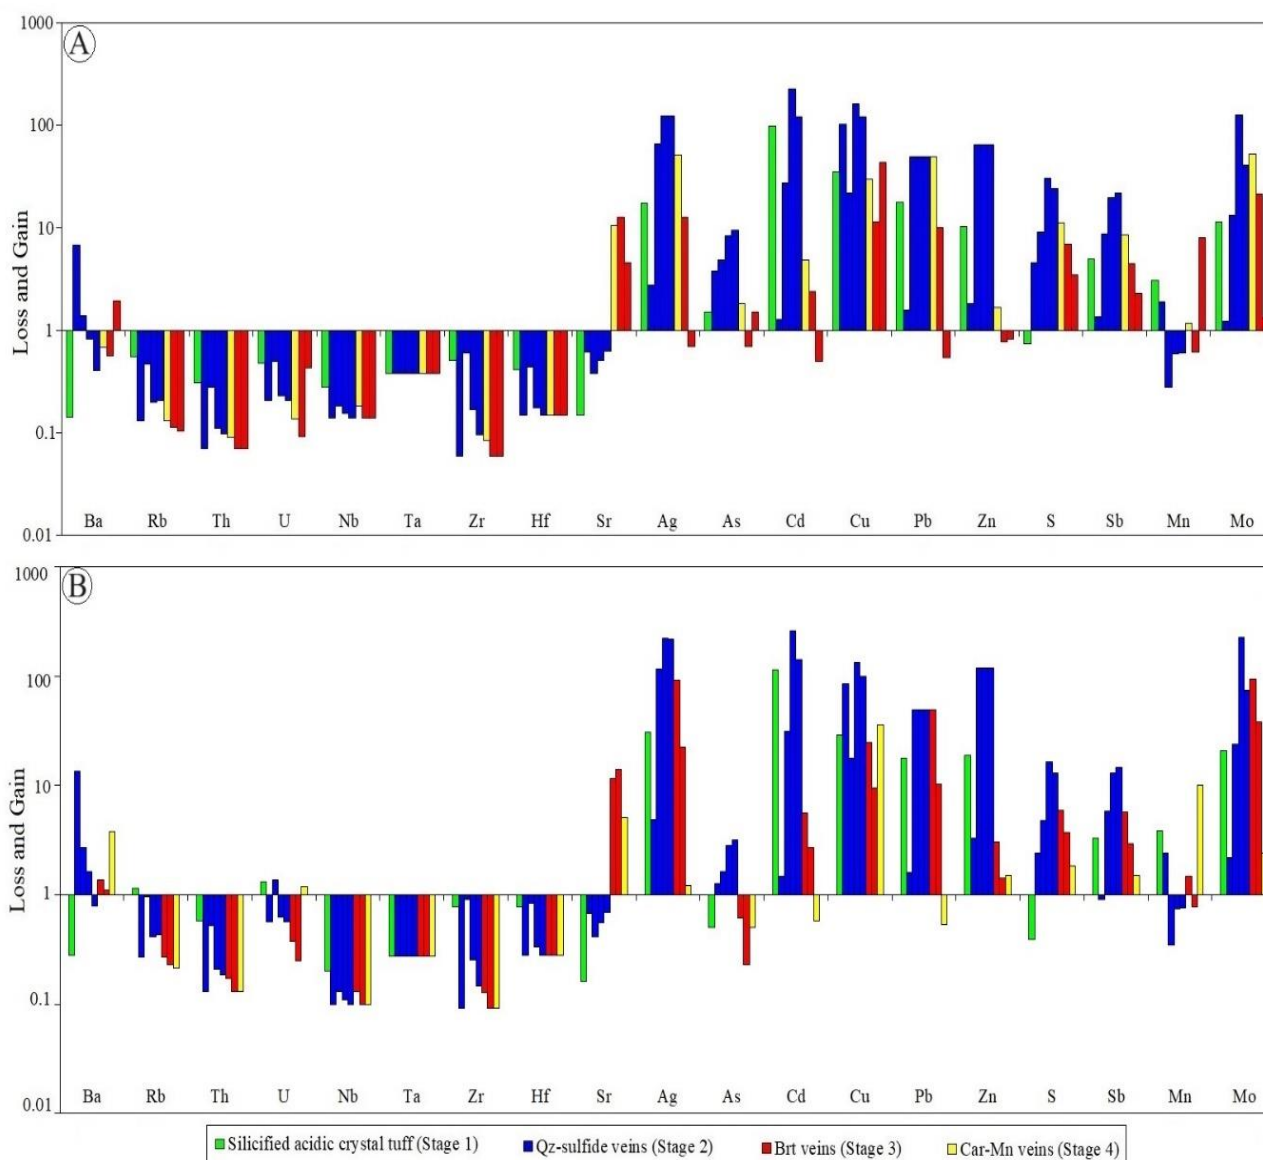 1000
A
100
10
1
0.1
0.01
Loss and Gain
Ba Rb Th U Nb Ta Zr Hf Sr Ag As Cd Cu Pb Zn S Sb Mn Mo
1000
B
100
10
1
0.1
0.01
Loss and Gain
Ba Rb Th U Nb Ta Zr Hf Sr Ag As Cd Cu Pb Zn S Sb Mn Mo
Silicified acidic crystal tuff (Stage 1) Qz-sulfide veins (Stage 2) Brt veins (Stage 3) Car-Mn veins (Stage 4)